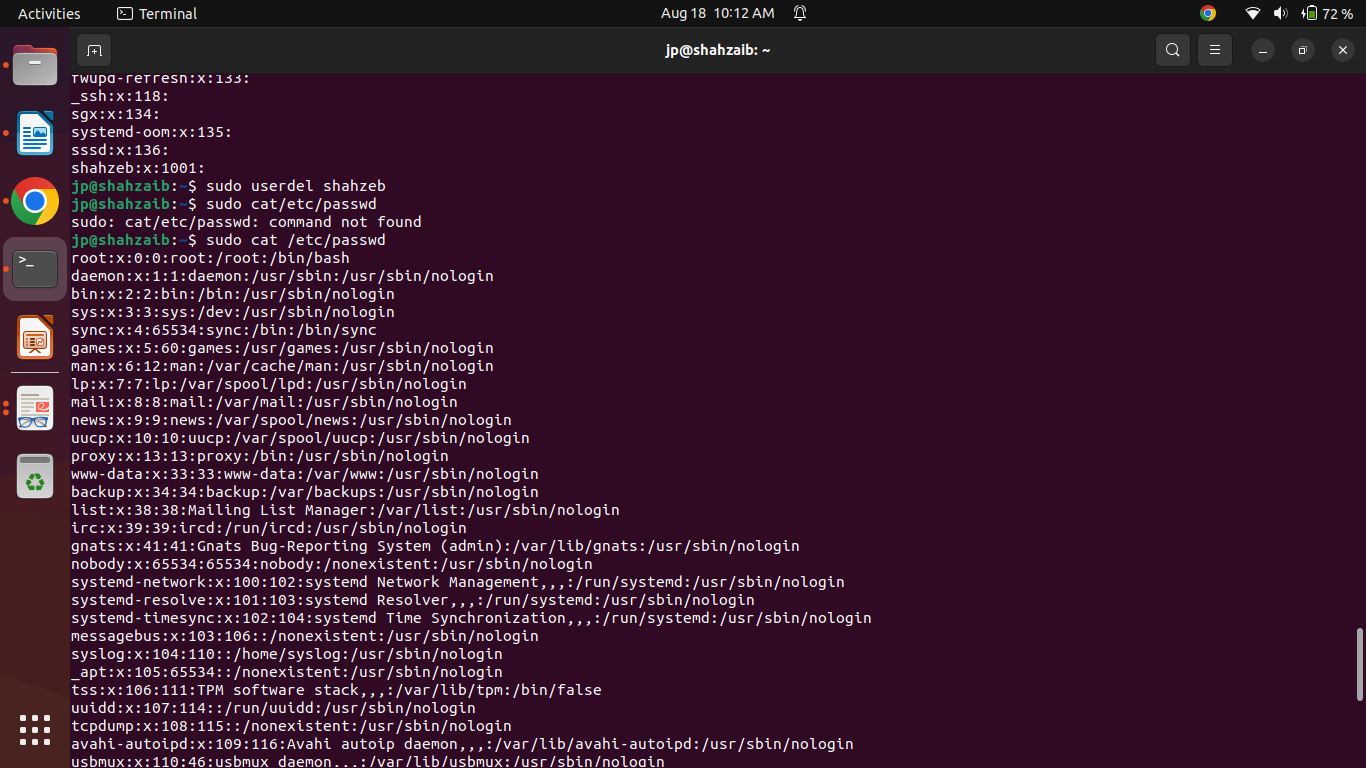 Activities
Terminal
Aug 18 10:12 AM
72 %
jp@shahzaib: ~
fwupd-refresh:x:133:
_ssh:x:118:
sgx:x:134:
systemd-oom:x:135:
sssd:x:136:
shahzeb:x:1001:
jp@shahzaib:~$ sudo userdel shahzeb
jp@shahzaib:~$ sudo cat/etc/passwd
sudo: cat/etc/passwd: command not found
jp@shahzaib:~$ sudo cat /etc/passwd
root:x:0:0:root:/root:/bin/bash
daemon:x:1:1:daemon:/usr/sbin:/usr/sbin/nologin
bin:x:2:2:bin:/bin:/usr/sbin/nologin
sys:x:3:3:sys:/dev:/usr/sbin/nologin
sync:x:4:65534:sync:/bin:/bin/sync
games:x:5:60:games:/usr/games:/usr/sbin/nologin
man:x:6:12:man:/var/cache/man:/usr/sbin/nologin
lp:x:7:7:lp:/var/spool/lpd:/usr/sbin/nologin
mail:x:8:8:mail:/var/mail:/usr/sbin/nologin
news:x:9:9:news:/var/spool/news:/usr/sbin/nologin
uucp:x:10:10:uucp:/var/spool/uucp:/usr/sbin/nologin
proxy:x:13:13:proxy:/bin:/usr/sbin/nologin
www-data:x:33:33:www-data:/var/www:/usr/sbin/nologin
backup:x:34:34:backup:/var/backups:/usr/sbin/nologin
list:x:38:38:Mailing List Manager:/var/list:/usr/sbin/nologin
irc:x:39:39:ircd:/run/ircd:/usr/sbin/nologin
gnats:x:41:41:Gnats Bug-Reporting System (admin):/var/lib/gnats:/usr/sbin/nologin
nobody:x:65534:65534:nobody:/nonexistent:/usr/sbin/nologin
systemd-network:x:100:102:systemd Network Management,,,:/run/systemd:/usr/sbin/nologin
systemd-resolve:x:101:103:systemd Resolver,,,:/run/systemd:/usr/sbin/nologin
systemd-timesync:x:102:104:systemd Time Synchronization,,,:/run/systemd:/usr/sbin/nologin
messagebus:x:103:106::/nonexistent:/usr/sbin/nologin
syslog:x:104:110::/home/syslog:/usr/sbin/nologin
_apt:x:105:65534::/nonexistent:/usr/sbin/nologin
tss:x:106:111:TPM software stack,,,:/var/lib/tpm:/bin/false
uuidd:x:107:114::/run/uuidd:/usr/sbin/nologin
tcpdump:x:108:115::/nonexistent:/usr/sbin/nologin
avahi-autoipd:x:109:116:Avahi autoip daemon,,,:/var/lib/avahi-autoipd:/usr/sbin/nologin
usbmux:x:110:46:usbmux daemon,,,:/var/lib/usbmux:/usr/sbin/nologin